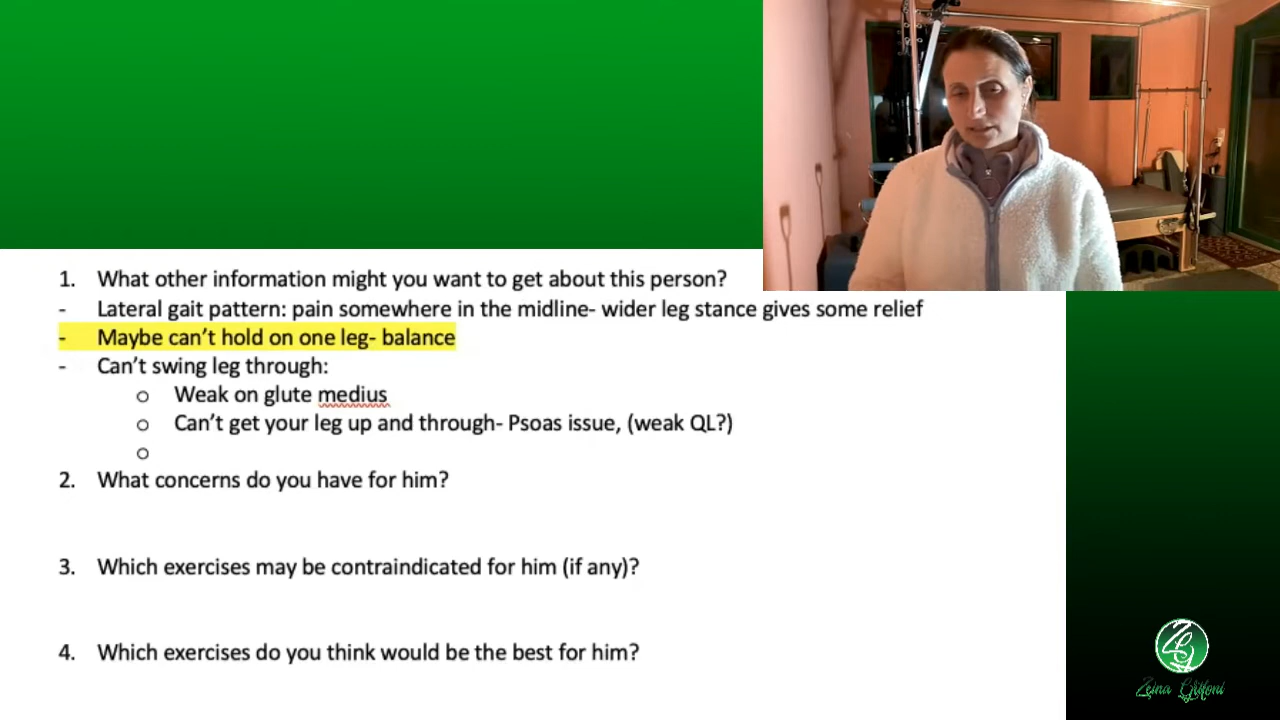 1. What other information might you want to get about this person?
- Lateral gait pattern: pain somewhere in the midline- wider leg stance gives some relief
- Maybe can't hold on one leg- balance
- Can't swing leg through:
o Weak on glute medius
o Can't get your leg up and through- Psoas issue, (weak QL?)
o
2. What concerns do you have for him?
3. Which exercises may be contraindicated for him (if any)?
4. Which exercises do you think would be the best for him?
Zeina Grifoni